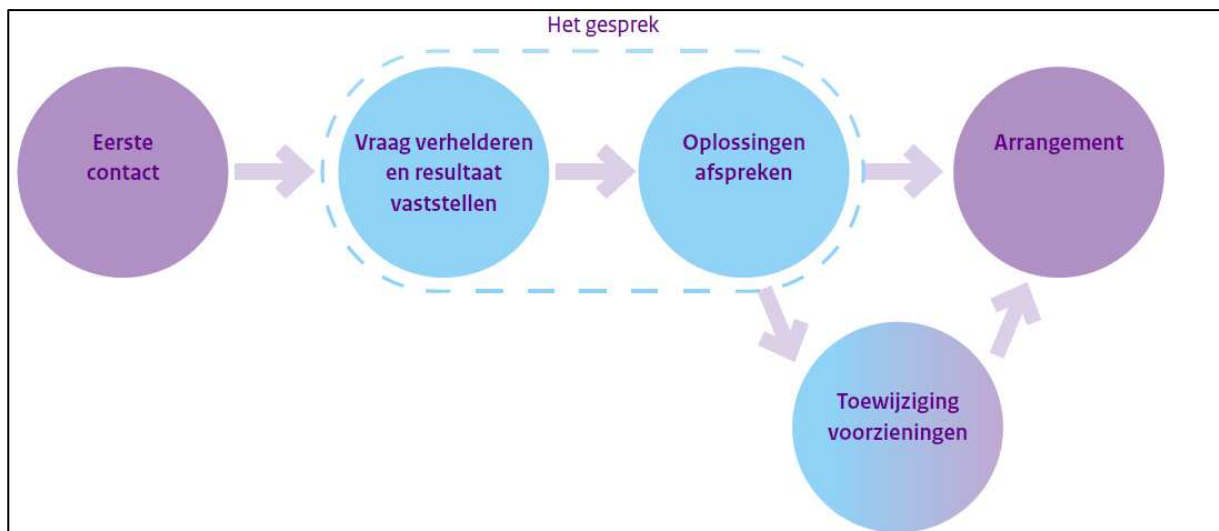 Het gesprek
Eerste
contact
Vraag verhelderen
en resultaat
vaststellen
Oplossingen
afspreken
Arrangement
Toewijziging
voorzieningen